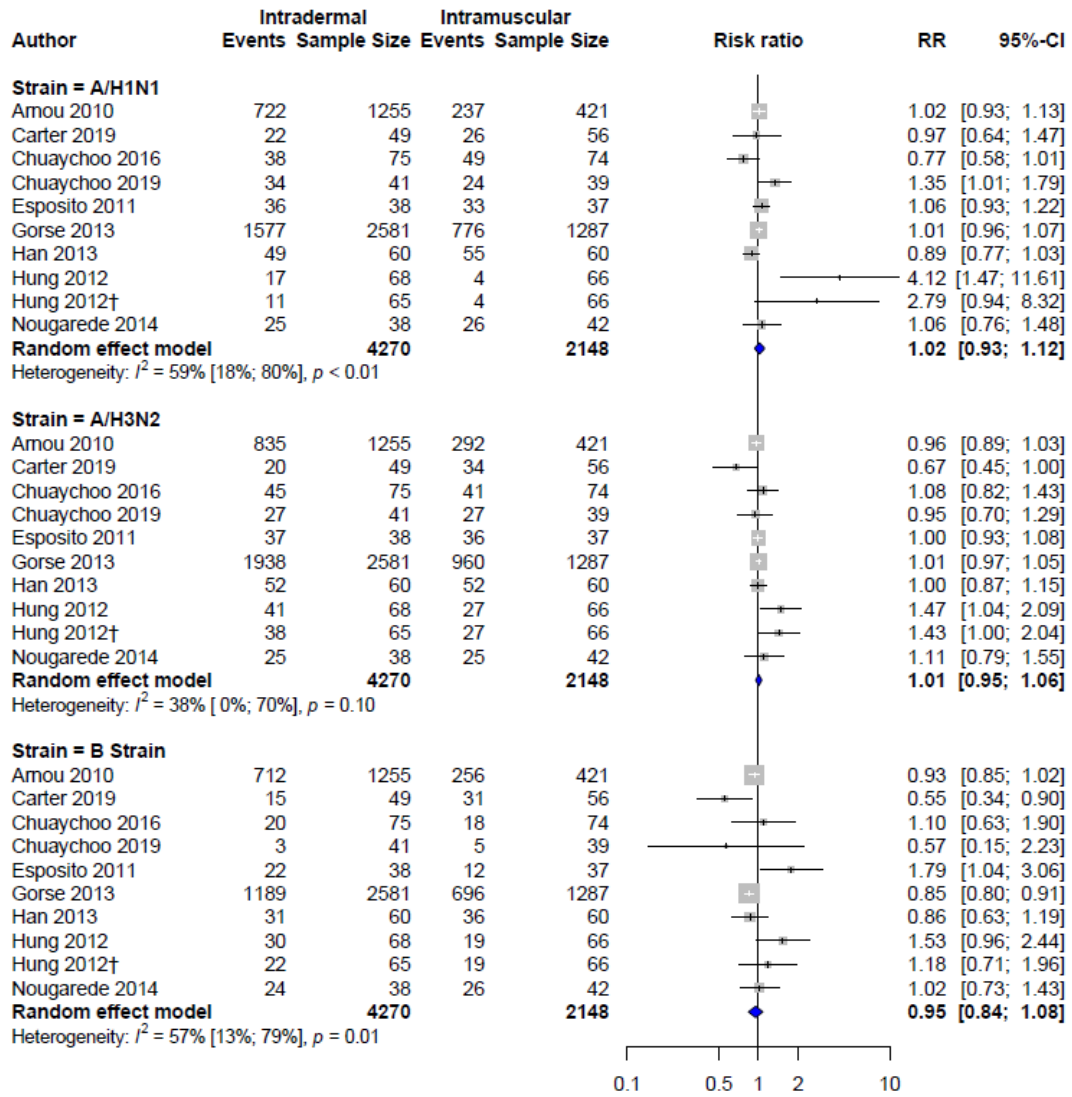 Intradermal Intramuscular
Author Events Sample Size Events Sample Size Risk ratio RR 95%-CI
Strain = A/H1N1
Arnou 2010 722 1255 237 421 1.02 [0.93; 1.13]
Carter 2019 22 49 26 56 0.97 [0.64; 1.47]
Chuaychoo 2016 38 75 49 74 0.77 [0.58; 1.01]
Chuaychoo 2019 34 41 24 39 1.35 [1.01; 1.79]
Esposito 2011 36 38 33 37 1.06 [0.93; 1.22]
Gorse 2013 1577 2581 776 1287 1.01 [0.96; 1.07]
Han 2013 49 60 55 60 0.89 [0.77; 1.03]
Hung 2012 17 68 4 66 4.12 [1.47; 11.61]
Hung 2012† 11 65 4 66 2.79 [0.94; 8.32]
Nougarede 2014 25 38 26 42 1.06 [0.76; 1.48]
Random effect model 4270 2148 1.02 [0.93; 1.12]
Heterogeneity: I² = 59% [18%; 80%], p < 0.01
Strain = A/H3N2
Arnou 2010 835 1255 292 421 0.96 [0.89; 1.03]
Carter 2019 20 49 34 56 0.67 [0.45; 1.00]
Chuaychoo 2016 45 75 41 74 1.08 [0.82; 1.43]
Chuaychoo 2019 27 41 27 39 0.95 [0.70; 1.29]
Esposito 2011 37 38 36 37 1.00 [0.93; 1.08]
Gorse 2013 1938 2581 960 1287 1.01 [0.97; 1.05]
Han 2013 52 60 52 60 1.00 [0.87; 1.15]
Hung 2012 41 68 27 66 1.47 [1.04; 2.09]
Hung 2012† 38 65 27 66 1.43 [1.00; 2.04]
Nougarede 2014 25 38 25 42 1.11 [0.79; 1.55]
Random effect model 4270 2148 1.01 [0.95; 1.06]
Heterogeneity: I² = 38% [ 0%; 70%], p = 0.10
Strain = B Strain
Arnou 2010 712 1255 256 421 0.93 [0.85; 1.02]
Carter 2019 15 49 31 56 0.55 [0.34; 0.90]
Chuaychoo 2016 20 75 18 74 1.10 [0.63; 1.90]
Chuaychoo 2019 3 41 5 39 0.57 [0.15; 2.23]
Esposito 2011 22 38 12 37 1.79 [1.04; 3.06]
Gorse 2013 1189 2581 696 1287 0.85 [0.80; 0.91]
Han 2013 31 60 36 60 0.86 [0.63; 1.19]
Hung 2012 30 68 19 66 1.53 [0.96; 2.44]
Hung 2012† 22 65 19 66 1.18 [0.71; 1.96]
Nougarede 2014 24 38 26 42 1.02 [0.73; 1.43]
Random effect model 4270 2148 0.95 [0.84; 1.08]
Heterogeneity: I² = 57% [13%; 79%], p = 0.01
0.1 0.5 1 2 10